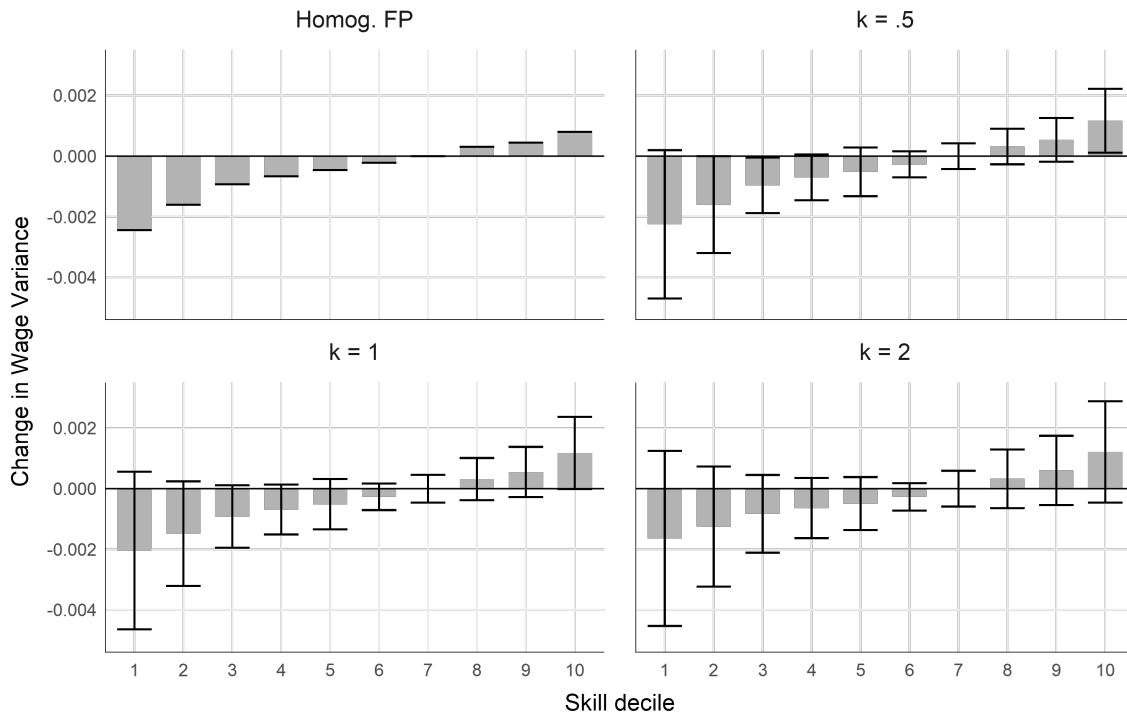 Homog. FP
k = .5
0.002
0.000
-0.002
-0.004
k = 1
k = 2
0.002
0.000
-0.002
-0.004
Change in Wage Variance
1 2 3 4 5 6 7 8 9 10
1 2 3 4 5 6 7 8 9 10
Skill decile